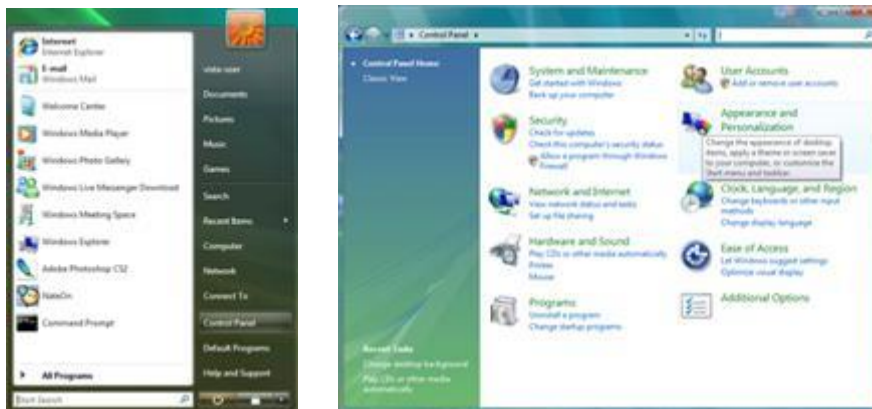 Internet
Internet Explorer
E-mail
Windows Mail
Welcome Center
Windows Media Player
Windows Photo Gallery
Windows Live Messenger Download
Windows Meeting Space
Windows Explorer
Adobe Photoshop CS2
NateOn
Command Prompt
All Programs
Start Search
vista user
Documents
Pictures
Music
Games
Search
Recent Items
Computer
Network
Connect To
Control Panel
Default Programs
Help and Support
Control Panel
Control Panel Home
Classic View
System and Maintenance
Get started with Windows
Back up your computer
Security
Check for updates
Check this computer's security status
Allow a program through Windows
Firewall
Network and Internet
View network status and tasks
Set up file sharing
Hardware and Sound
Play CDs or other media automatically
Printer
Mouse
Programs
Uninstall a program
Change startup programs
User Accounts
Add or remove user accounts
Appearance and
Personalization
Change the appearance of desktop
items, apply a theme or screen saver
to your computer, or customize the
Start menu and taskbar.
Clock, Language, and Region
Change keyboards or other input
methods
Change display language
Ease of Access
Let Windows suggest settings
Optimize visual display
Additional Options
Recent Tasks
Change desktop background
Play CDs or other media
automatically